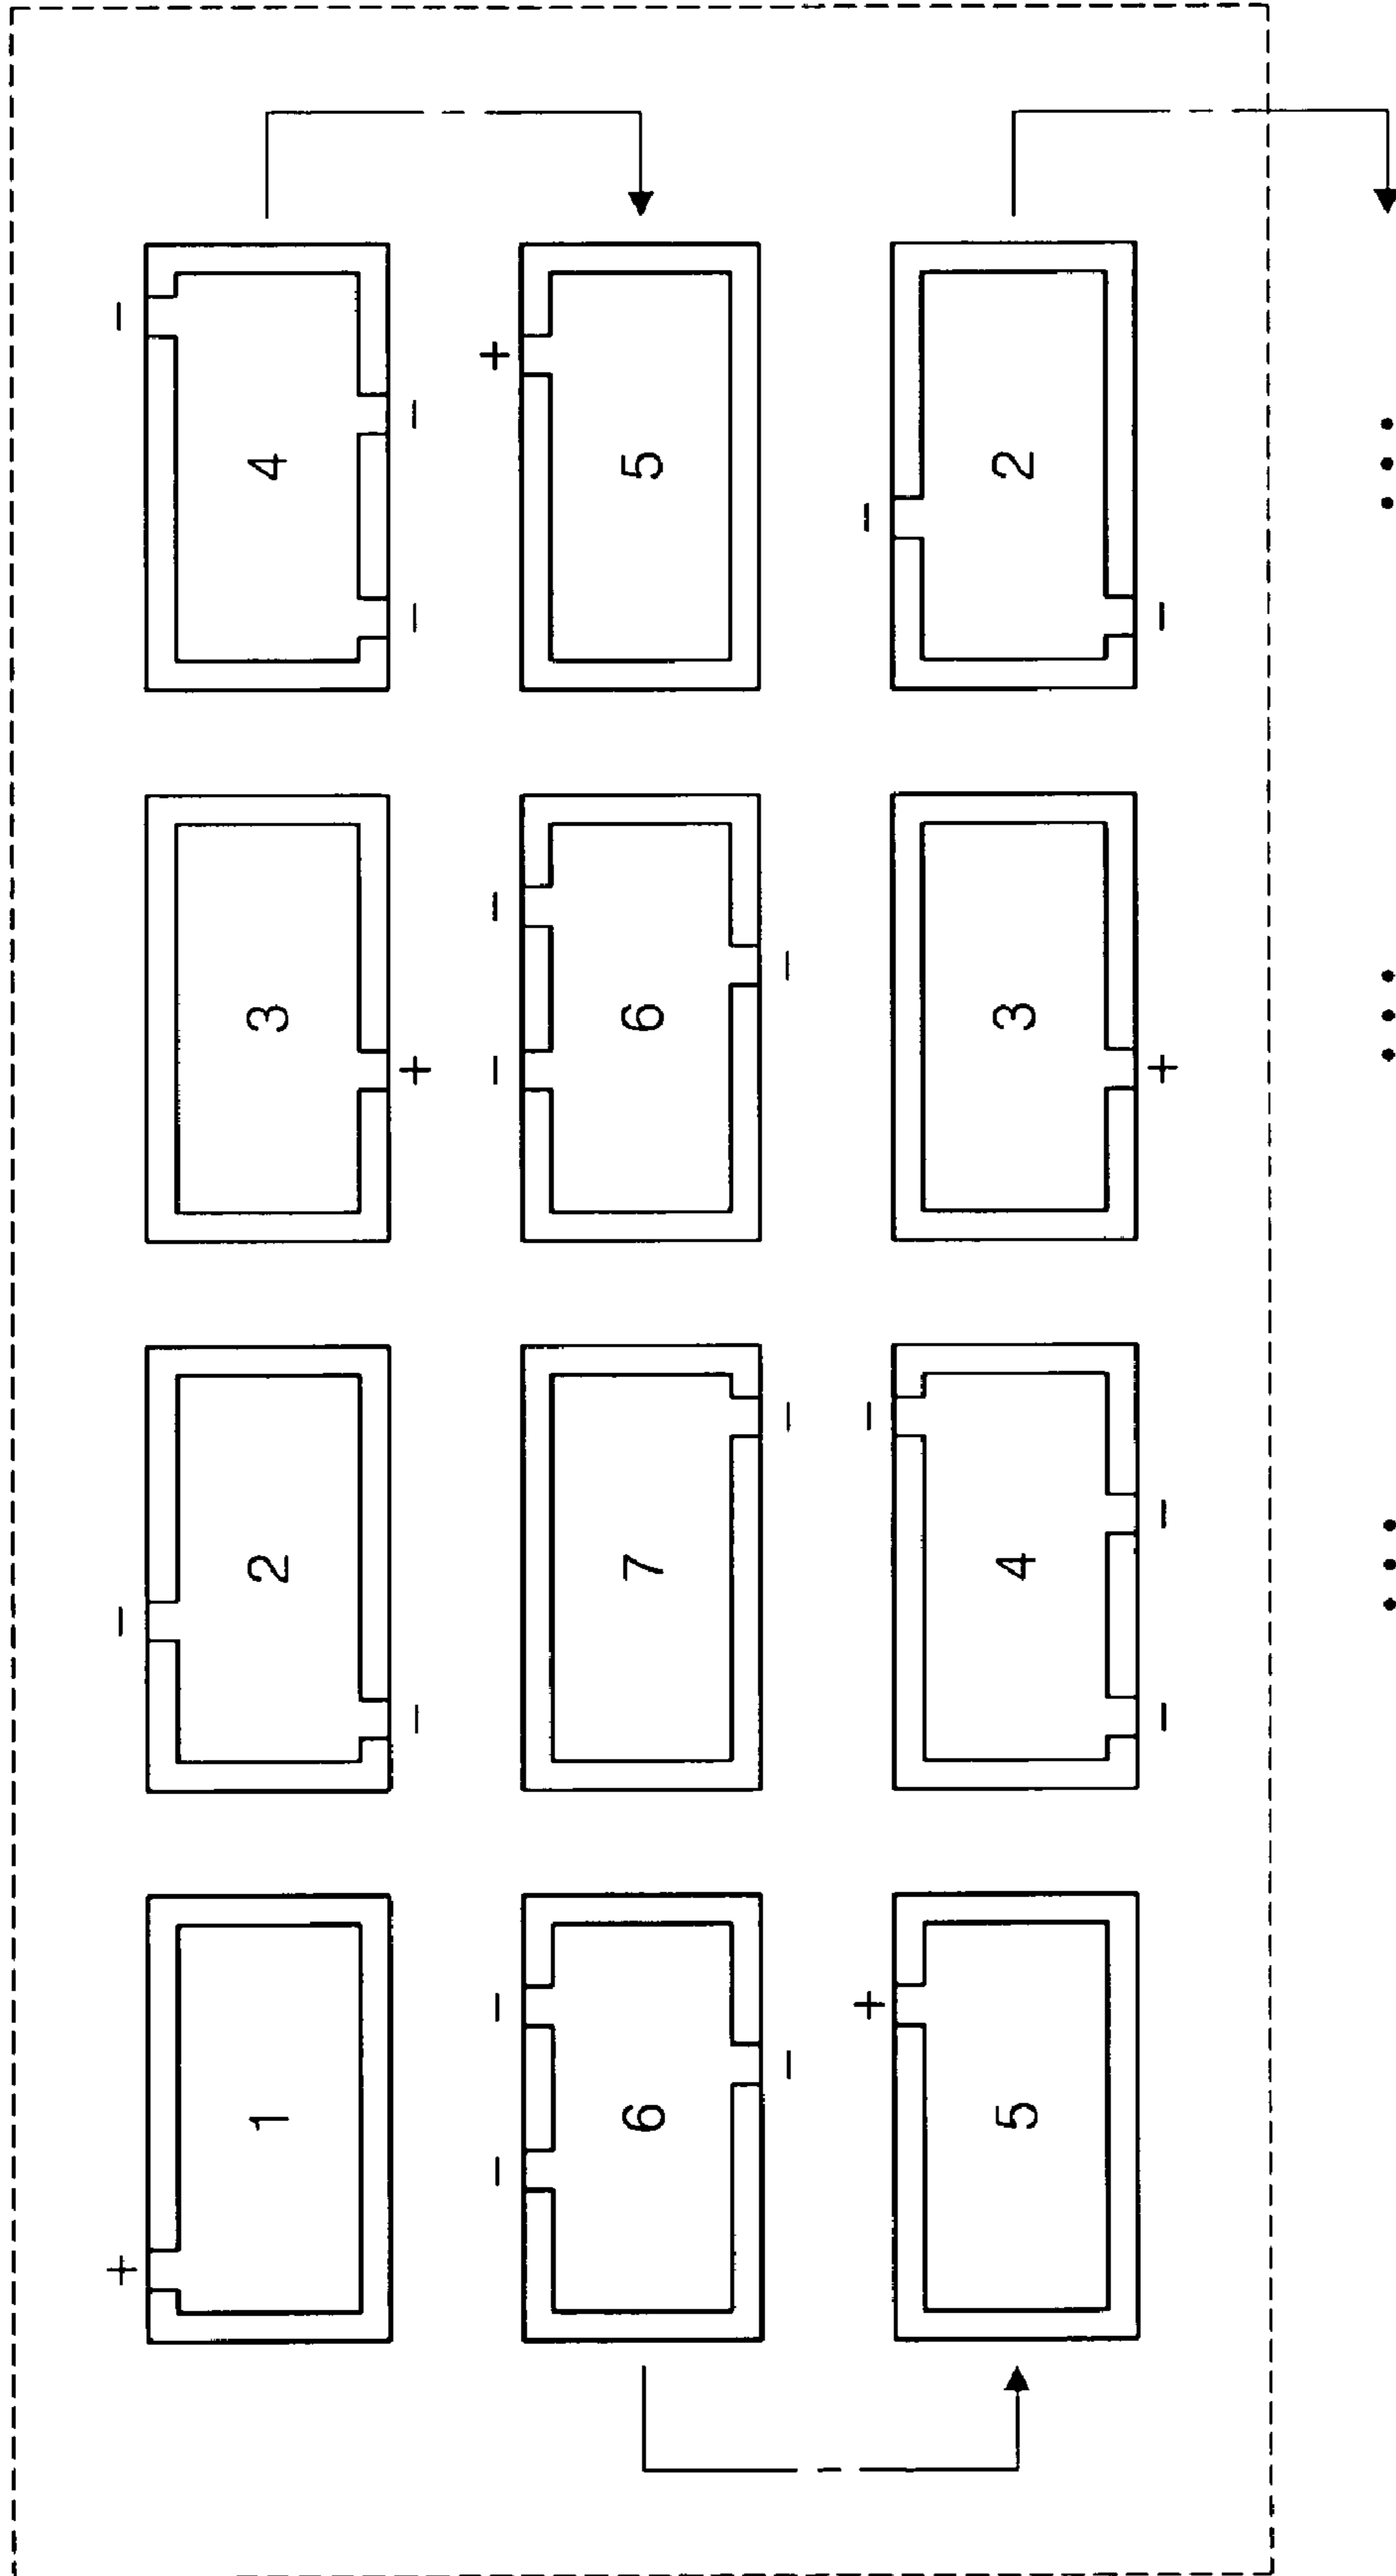 + - -
1 2 3 4
- + - -
- - - - +
6 7 6 5
- - -
+ - -
5 4 3 2
- - + -
... ... ...